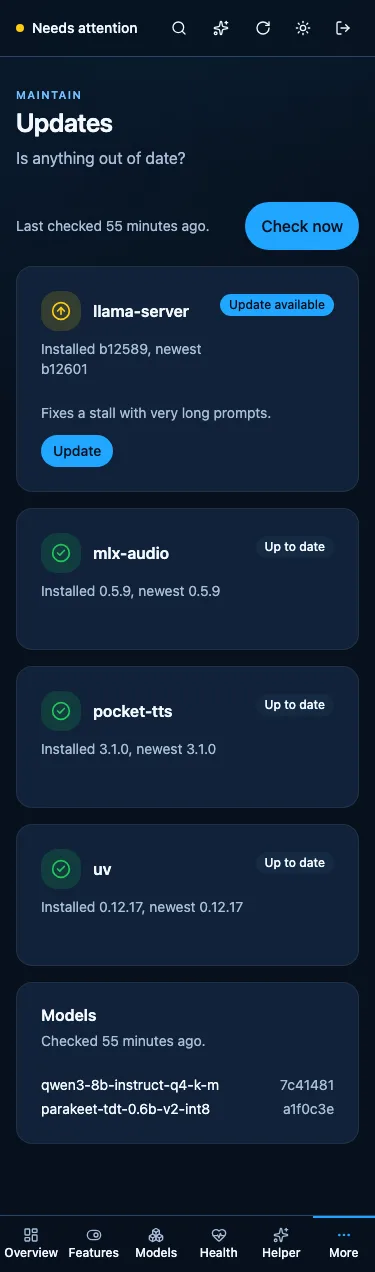 Needs attention
MAINTAIN
Updates
Is anything out of date?
Last checked 55 minutes ago.
Check now
llama-server
Update available
Installed b12589, newest
b12601
Fixes a stall with very long prompts.
Update
mlx-audio
Up to date
Installed 0.5.9, newest 0.5.9
pocket-tts
Up to date
Installed 3.1.0, newest 3.1.0
uv
Up to date
Installed 0.12.17, newest 0.12.17
Models
Checked 55 minutes ago.
qwen3-8b-instruct-q4-k-m 7c41481
parakeet-tdt-0.6b-v2-int8 a1f0c3e
Overview Features Models Health Helper More